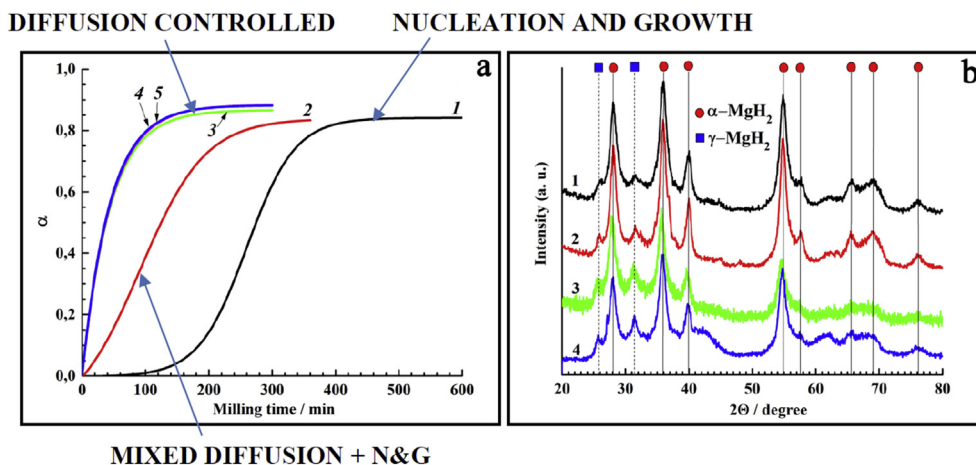 DIFFUSION CONTROLLED
NUCLEATION AND GROWTH
a
1,0
0,8
0,6
0,4
0,2
0,0
α
4 5
3
2
1
0 100 200 300 400 500 600
Milling time / min
MIXED DIFFUSION + N&G
b
α−MgH2
γ−MgH2
1
2
3
4
Intensity (a. u.)
20 30 40 50 60 70 80
2Θ / degree